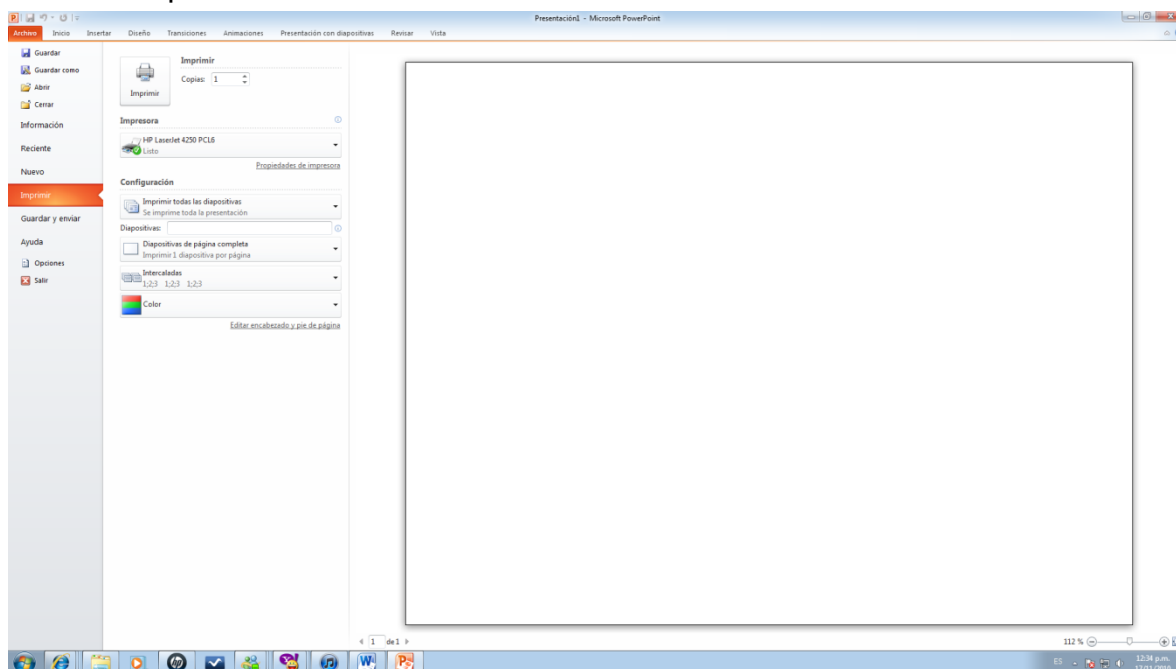 Presentación1 - Microsoft PowerPoint
Archivo Inicio Insertar Diseño Transiciones Animaciones Presentación con diapositivas Revisar Vista
Guardar
Guardar como
Abrir
Cerrar
Información
Reciente
Nuevo
Imprimir
Guardar y enviar
Ayuda
Opciones
Salir
Imprimir
Copias: 1
Imprimir
Impresora
HP LaserJet 4250 PCL6
Listo
Propiedades de impresora
Configuración
Imprimir todas las diapositivas
Se imprime toda la presentación
Diapositivas:
Diapositivas de página completa
Imprimir 1 diapositiva por página
Intercaladas
1;2;3 1;2;3 1;2;3
Color
Editar encabezado y pie de página
1 de 1
112 %
ES
12:34 p.m.